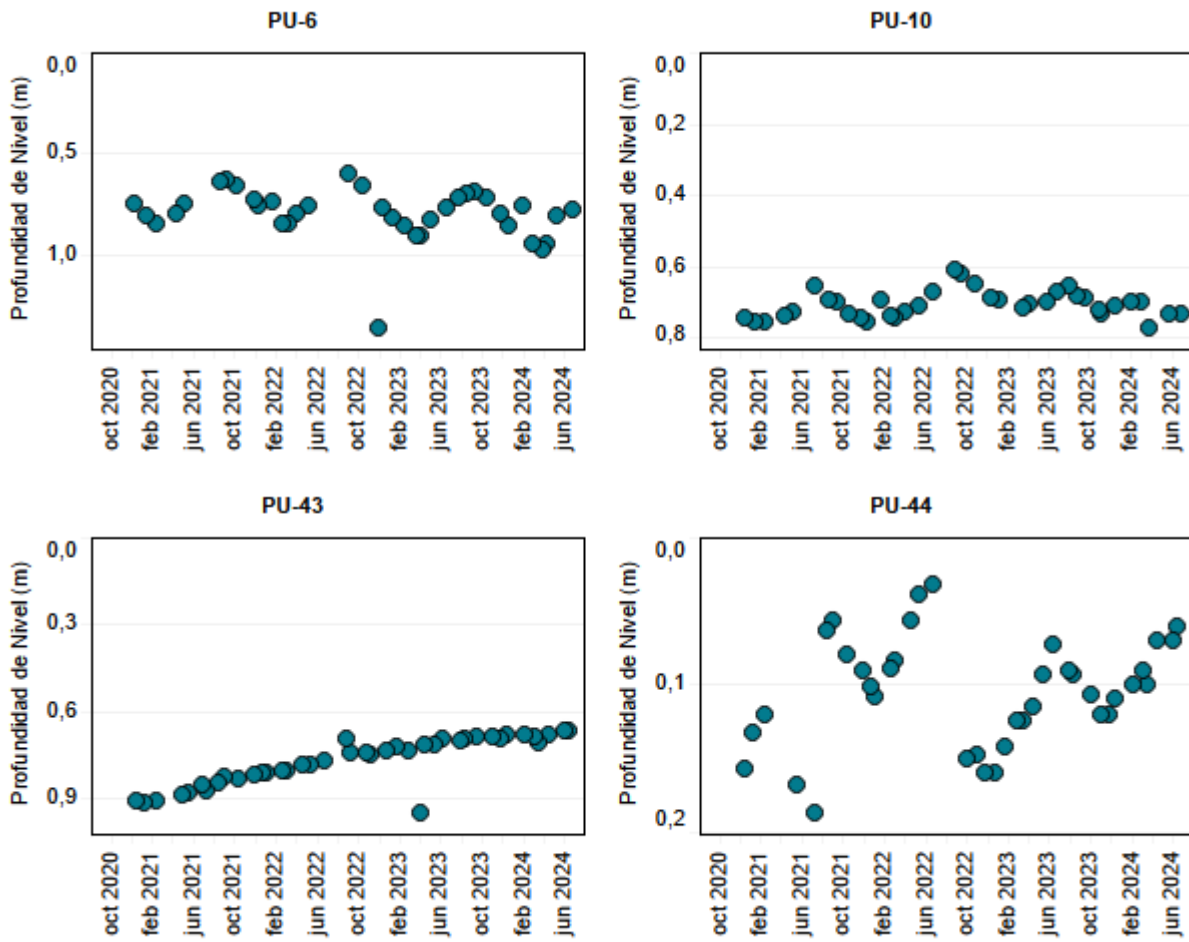 PU-6
Profundidad de Nivel (m)
0,0
0,5
1,0
oct 2020
feb 2021
jun 2021
oct 2021
feb 2022
jun 2022
oct 2022
feb 2023
jun 2023
oct 2023
feb 2024
jun 2024
PU-10
Profundidad de Nivel (m)
0,0
0,2
0,4
0,6
0,8
oct 2020
feb 2021
jun 2021
oct 2021
feb 2022
jun 2022
oct 2022
feb 2023
jun 2023
oct 2023
feb 2024
jun 2024
PU-43
Profundidad de Nivel (m)
0,0
0,3
0,6
0,9
oct 2020
feb 2021
jun 2021
oct 2021
feb 2022
jun 2022
oct 2022
feb 2023
jun 2023
oct 2023
feb 2024
jun 2024
PU-44
Profundidad de Nivel (m)
0,0
0,1
0,2
oct 2020
feb 2021
jun 2021
oct 2021
feb 2022
jun 2022
oct 2022
feb 2023
jun 2023
oct 2023
feb 2024
jun 2024